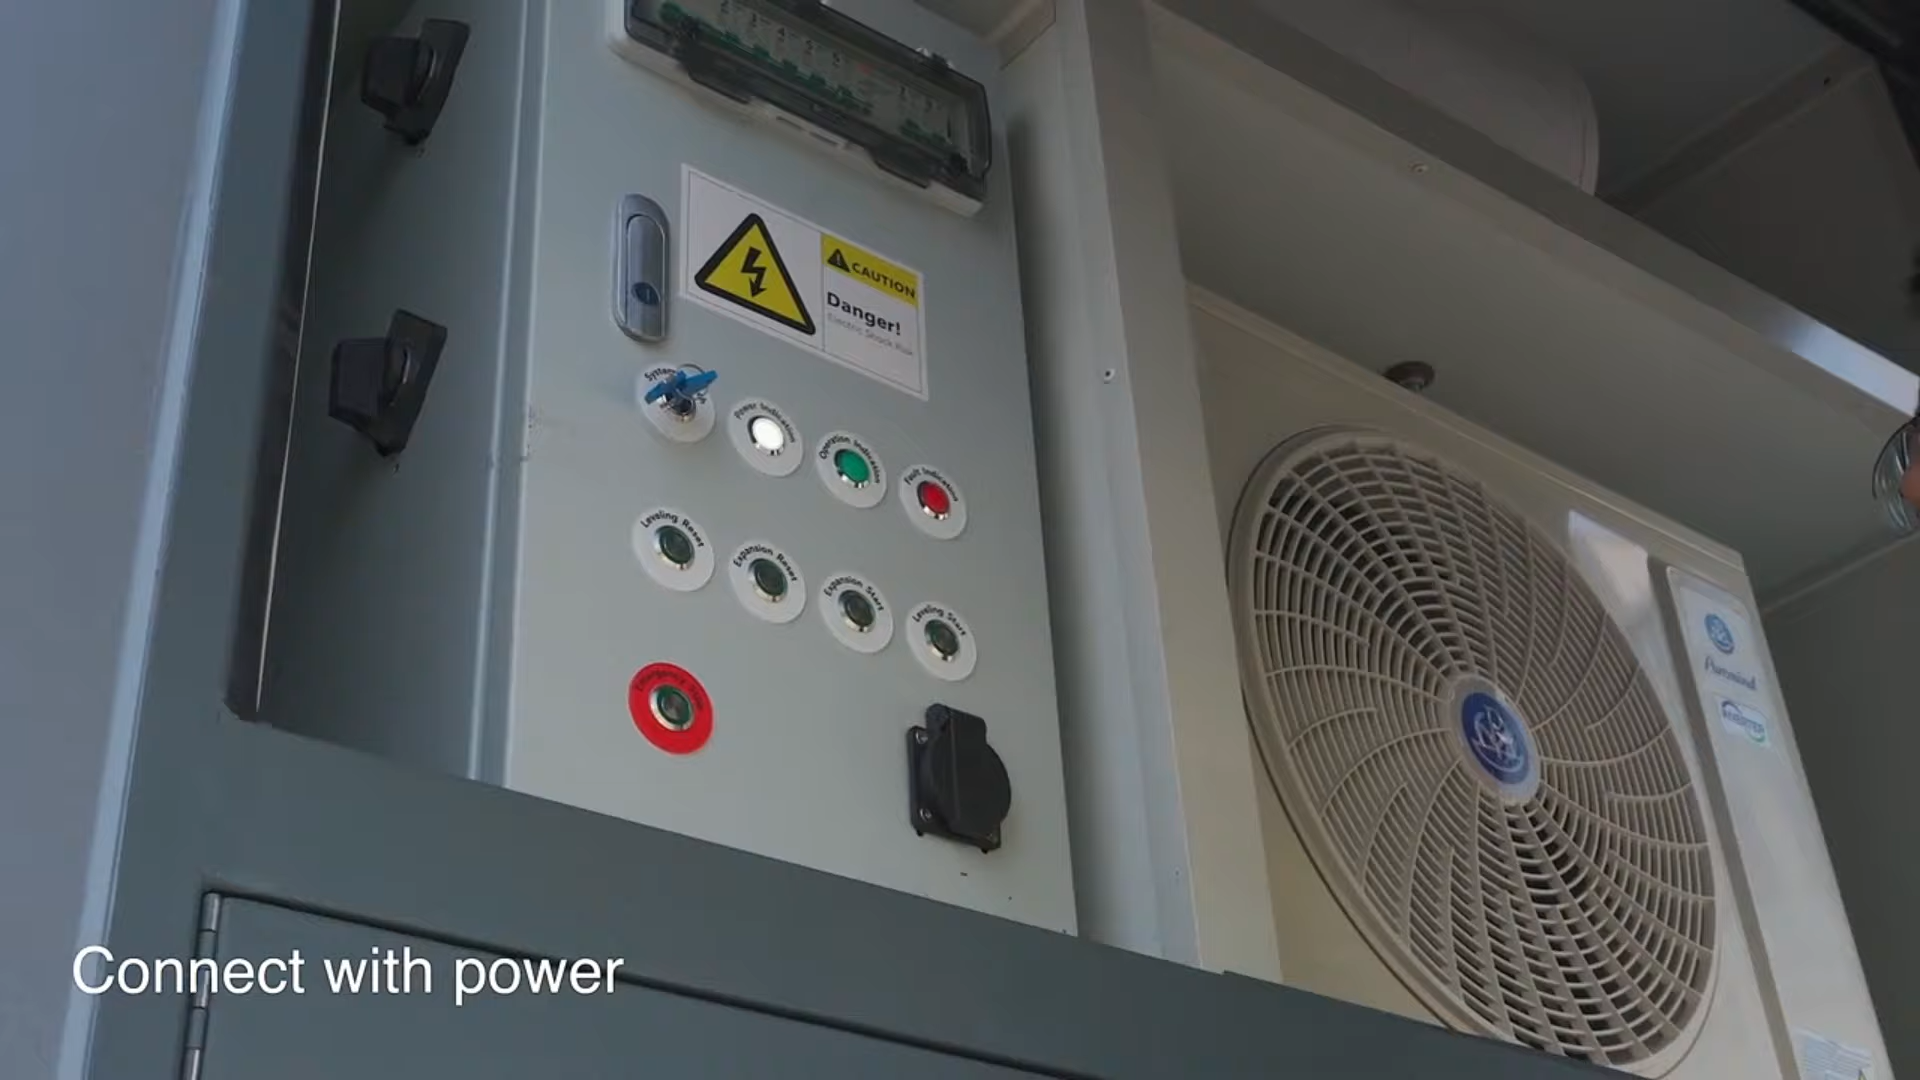 CAUTION
Danger!
Electric Shock Risk
System
Power Indication
Operation Indication
Fault Indication
Leveling Reset
Expansion Reset
Expansion Start
Leveling Start
Emergency
INVERTER
Connect with power